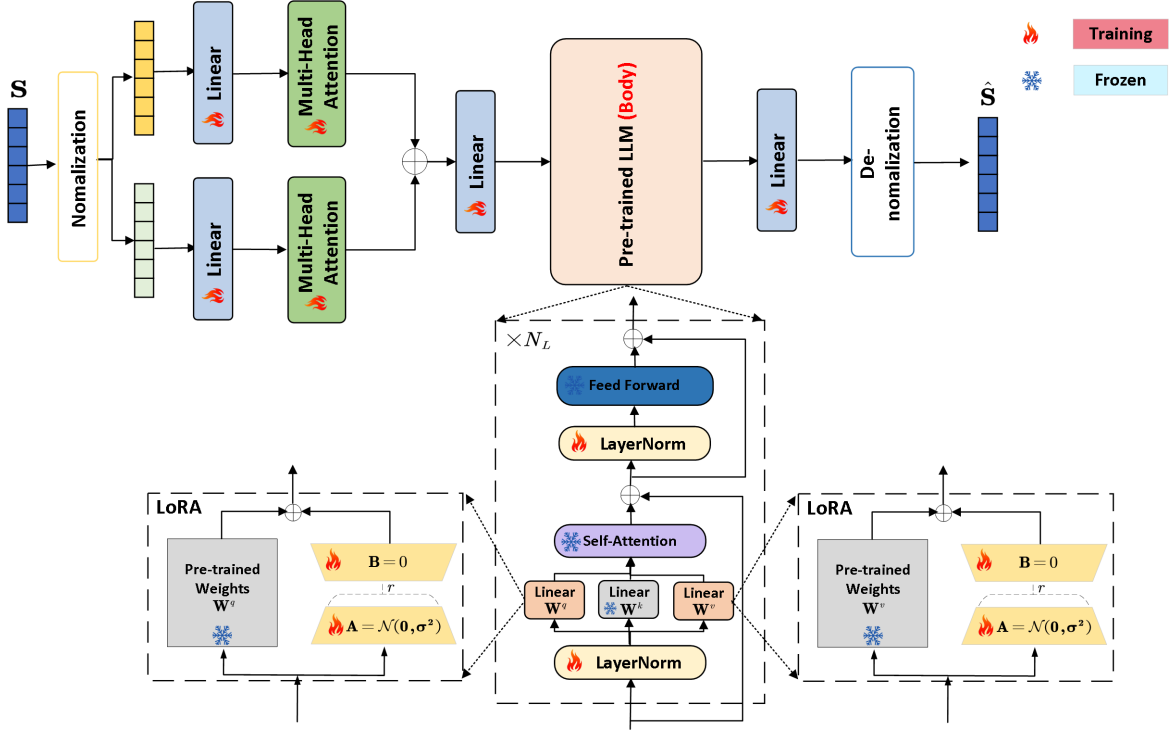 S
Nomalization
Linear
Multi-Head
Attention
Linear
Multi-Head
Attention
Linear
Pre-trained LLM (Body)
Linear
De-
nomalization
Ŝ
Training
Frozen
×N_L
Feed Forward
LayerNorm
Self-Attention
Linear
W^q
Linear
W^k
Linear
W^v
LayerNorm
LoRA
Pre-trained
Weights
W^q
B = 0
r
A = 𝒩(0, σ²)
LoRA
Pre-trained
Weights
W^v
B = 0
r
A = 𝒩(0, σ²)